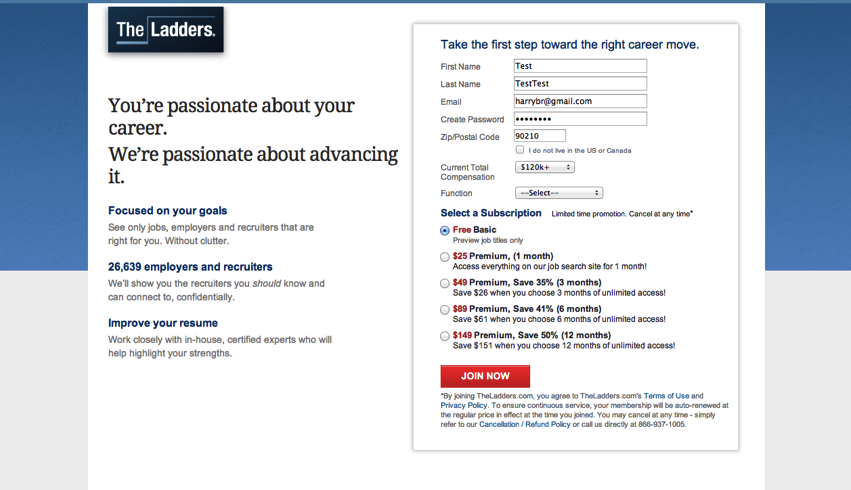 The Ladders.
You're passionate about your
career.
We're passionate about advancing
it.
Focused on your goals
See only jobs, employers and recruiters that are
right for you. Without clutter.
26,639 employers and recruiters
We'll show you the recruiters you should know and
can connect to, confidentially.
Improve your resume
Work closely with in-house, certified experts who will
help highlight your strengths.
Take the first step toward the right career move.
First Name Test
Last Name TestTest
Email harrybr@gmail.com
Create Password ••••••••
Zip/Postal Code 90210
I do not live in the US or Canada
Current Total
Compensation $120k+
Function --Select--
Select a Subscription Limited time promotion. Cancel at any time*
Free Basic
Preview job titles only
$25 Premium, (1 month)
Access everything on our job search site for 1 month!
$49 Premium, Save 35% (3 months)
Save $26 when you choose 3 months of unlimited access!
$89 Premium, Save 41% (6 months)
Save $61 when you choose 6 months of unlimited access!
$149 Premium, Save 50% (12 months)
Save $151 when you choose 12 months of unlimited access!
JOIN NOW
*By joining TheLadders.com, you agree to TheLadders.com's Terms of Use and
Privacy Policy. To ensure continuous service, your membership will be auto-renewed at
the regular price in effect at the time you joined. You may cancel at any time - simply
refer to our Cancellation / Refund Policy or call us directly at 866-937-1005.